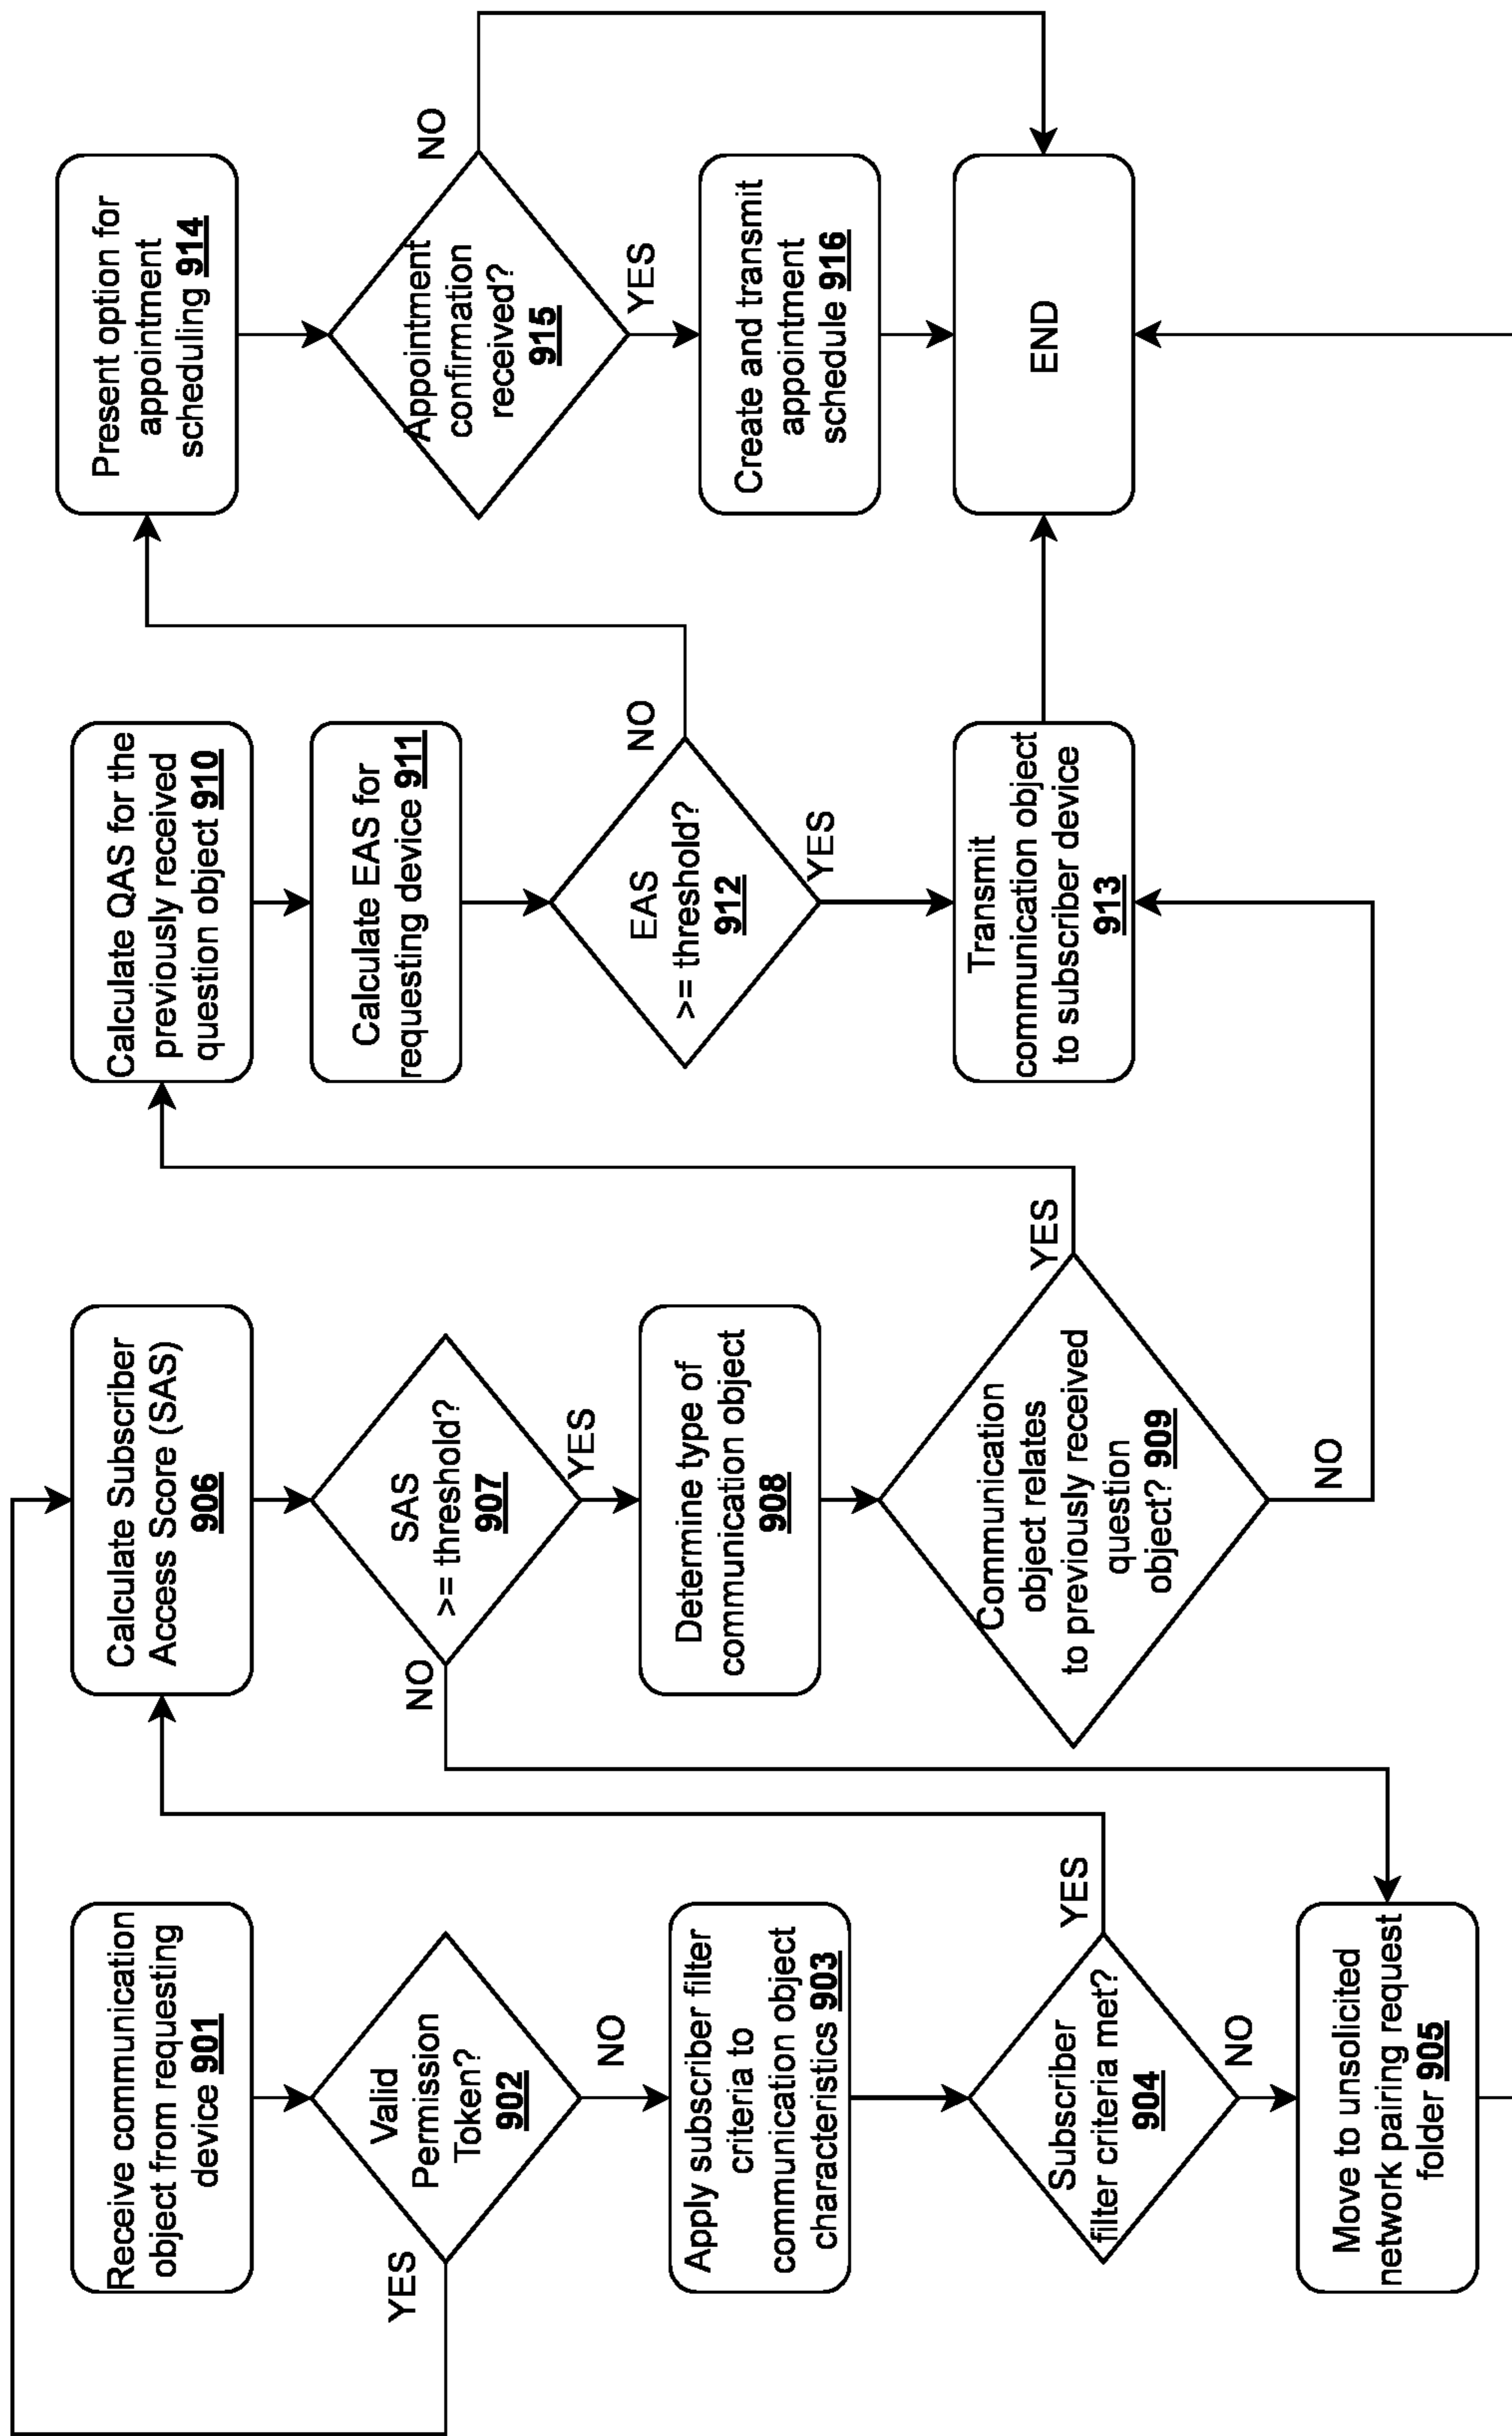 Receive communication
object from requesting
device 901
Valid
Permission
Token?
902
YES
NO
Apply subscriber filter
criteria to
communication object
characteristics 903
Subscriber
filter criteria met?
904
YES
NO
Move to unsolicited
network pairing request
folder 905
Calculate Subscriber
Access Score (SAS)
906
SAS
>= threshold?
907
NO
YES
Determine type of
communication object
908
Communication
object relates
to previously received
question
object? 909
YES
NO
Calculate QAS for the
previously received
question object 910
Calculate EAS for
requesting device 911
EAS
>= threshold?
912
NO
YES
Transmit
communication object
to subscriber device
913
Present option for
appointment
scheduling 914
Appointment
confirmation
received?
915
NO
YES
Create and transmit
appointment
schedule 916
END